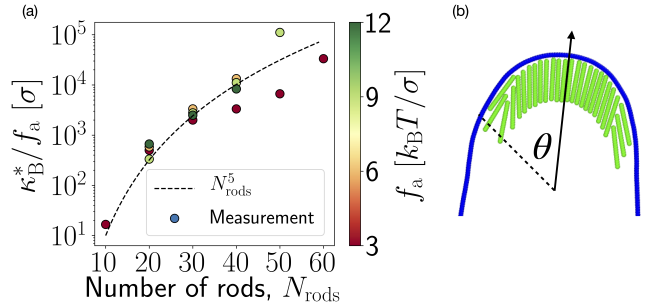 (a)
κ*_B/f_a [σ]
10^5
10^4
10^3
10^2
10^1
N^5_rods
Measurement
10 20 30 40 50 60
Number of rods, N_rods
12
9
6
3
f_a [k_BT/σ]
(b)
θ